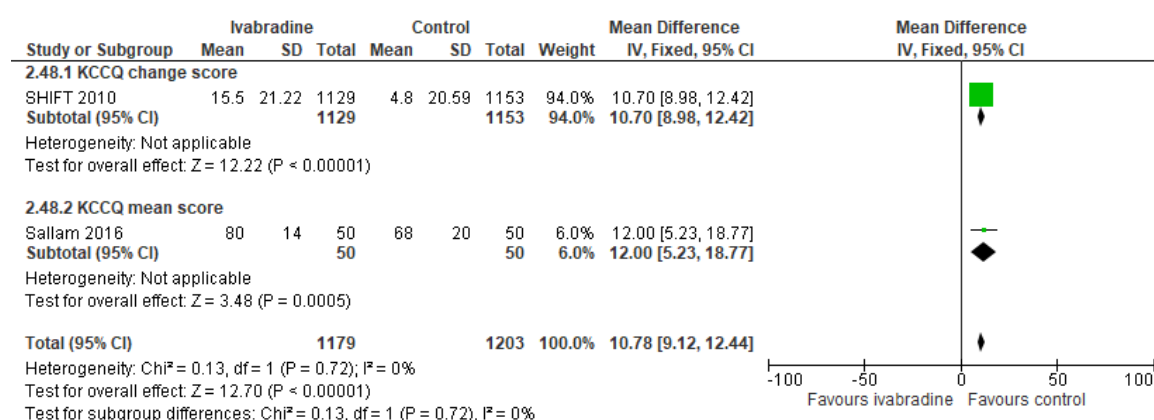 Ivabradine Control Mean Difference Mean Difference
Study or Subgroup Mean SD Total Mean SD Total Weight IV, Fixed, 95% CI IV, Fixed, 95% CI
2.48.1 KCCQ change score
SHIFT 2010 15.5 21.22 1129 4.8 20.59 1153 94.0% 10.70 [8.98, 12.42]
Subtotal (95% CI) 1129 1153 94.0% 10.70 [8.98, 12.42]
Heterogeneity: Not applicable
Test for overall effect: Z = 12.22 (P < 0.00001)
2.48.2 KCCQ mean score
Sallam 2016 80 14 50 68 20 50 6.0% 12.00 [5.23, 18.77]
Subtotal (95% CI) 50 50 6.0% 12.00 [5.23, 18.77]
Heterogeneity: Not applicable
Test for overall effect: Z = 3.48 (P = 0.0005)
Total (95% CI) 1179 1203 100.0% 10.78 [9.12, 12.44]
Heterogeneity: Chi² = 0.13, df = 1 (P = 0.72); I² = 0%
Test for overall effect: Z = 12.70 (P < 0.00001)
Test for subgroup differences: Chi² = 0.13, df = 1 (P = 0.72), I² = 0%
-100 -50 0 50 100
Favours ivabradine Favours control